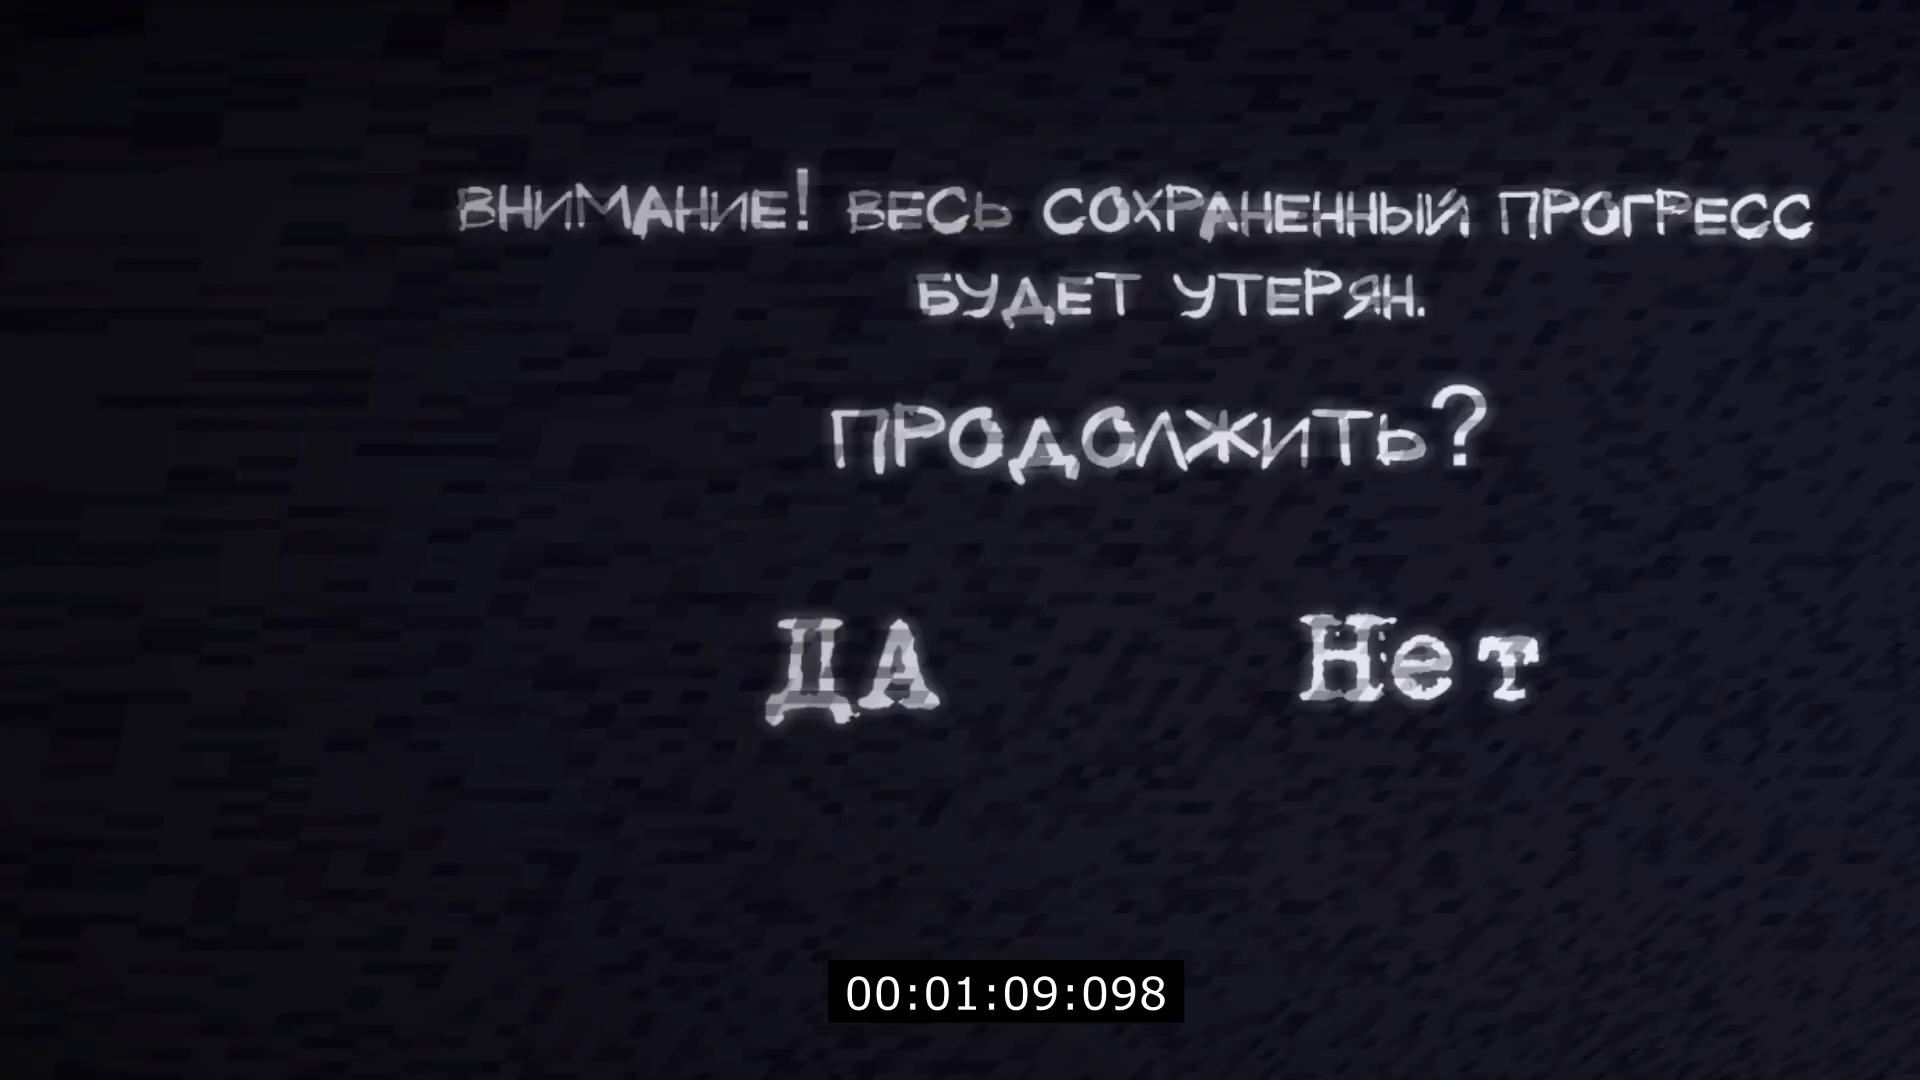 ВНИМАНИЕ! ВЕСЬ СОХРАНЕННЫЙ ПРОГРЕСС
БУДЕТ УТЕРЯН.
ПРОДОЛЖИТЬ?
ДА Нет
00:01:09:098